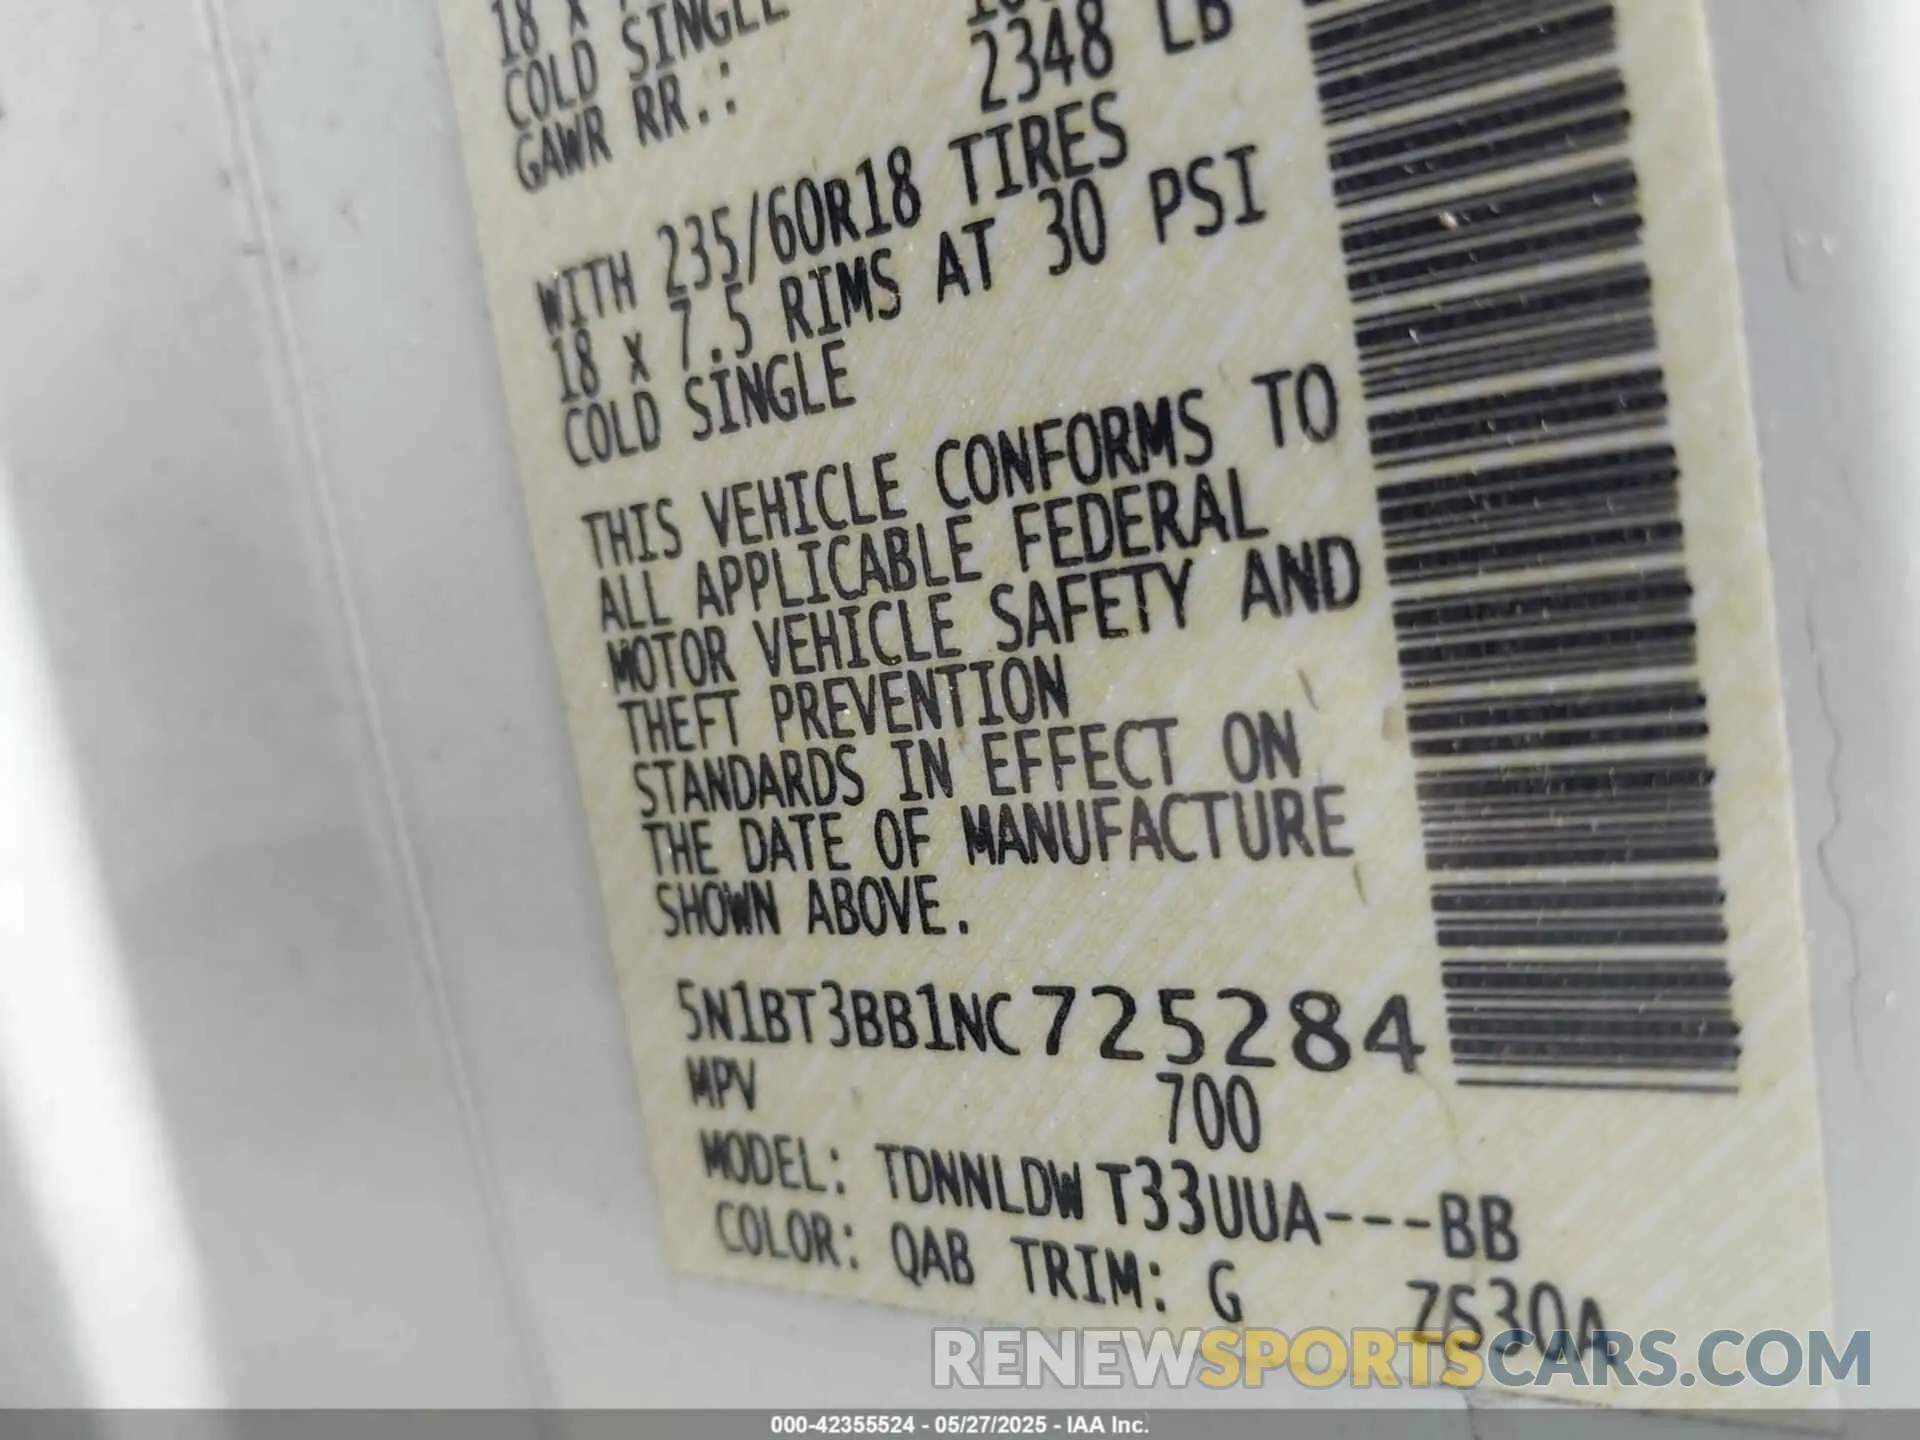 18 X
COLD SINGLE
GAWR RR.: 2348 LB
WITH 235/60R18 TIRES
18 X 7.5 RIMS AT 30 PSI
COLD SINGLE
THIS VEHICLE CONFORMS TO
ALL APPLICABLE FEDERAL
MOTOR VEHICLE SAFETY AND
THEFT PREVENTION
STANDARDS IN EFFECT ON
THE DATE OF MANUFACTURE
SHOWN ABOVE.
5N1BT3BB1NC725284
MPV 700
MODEL: TDNNLDW T33UUA---BB
COLOR: QAB TRIM: G ZS30A
RENEWSPORTSCARS.COM
000-42355524 - 05/27/2025 - IAA Inc.